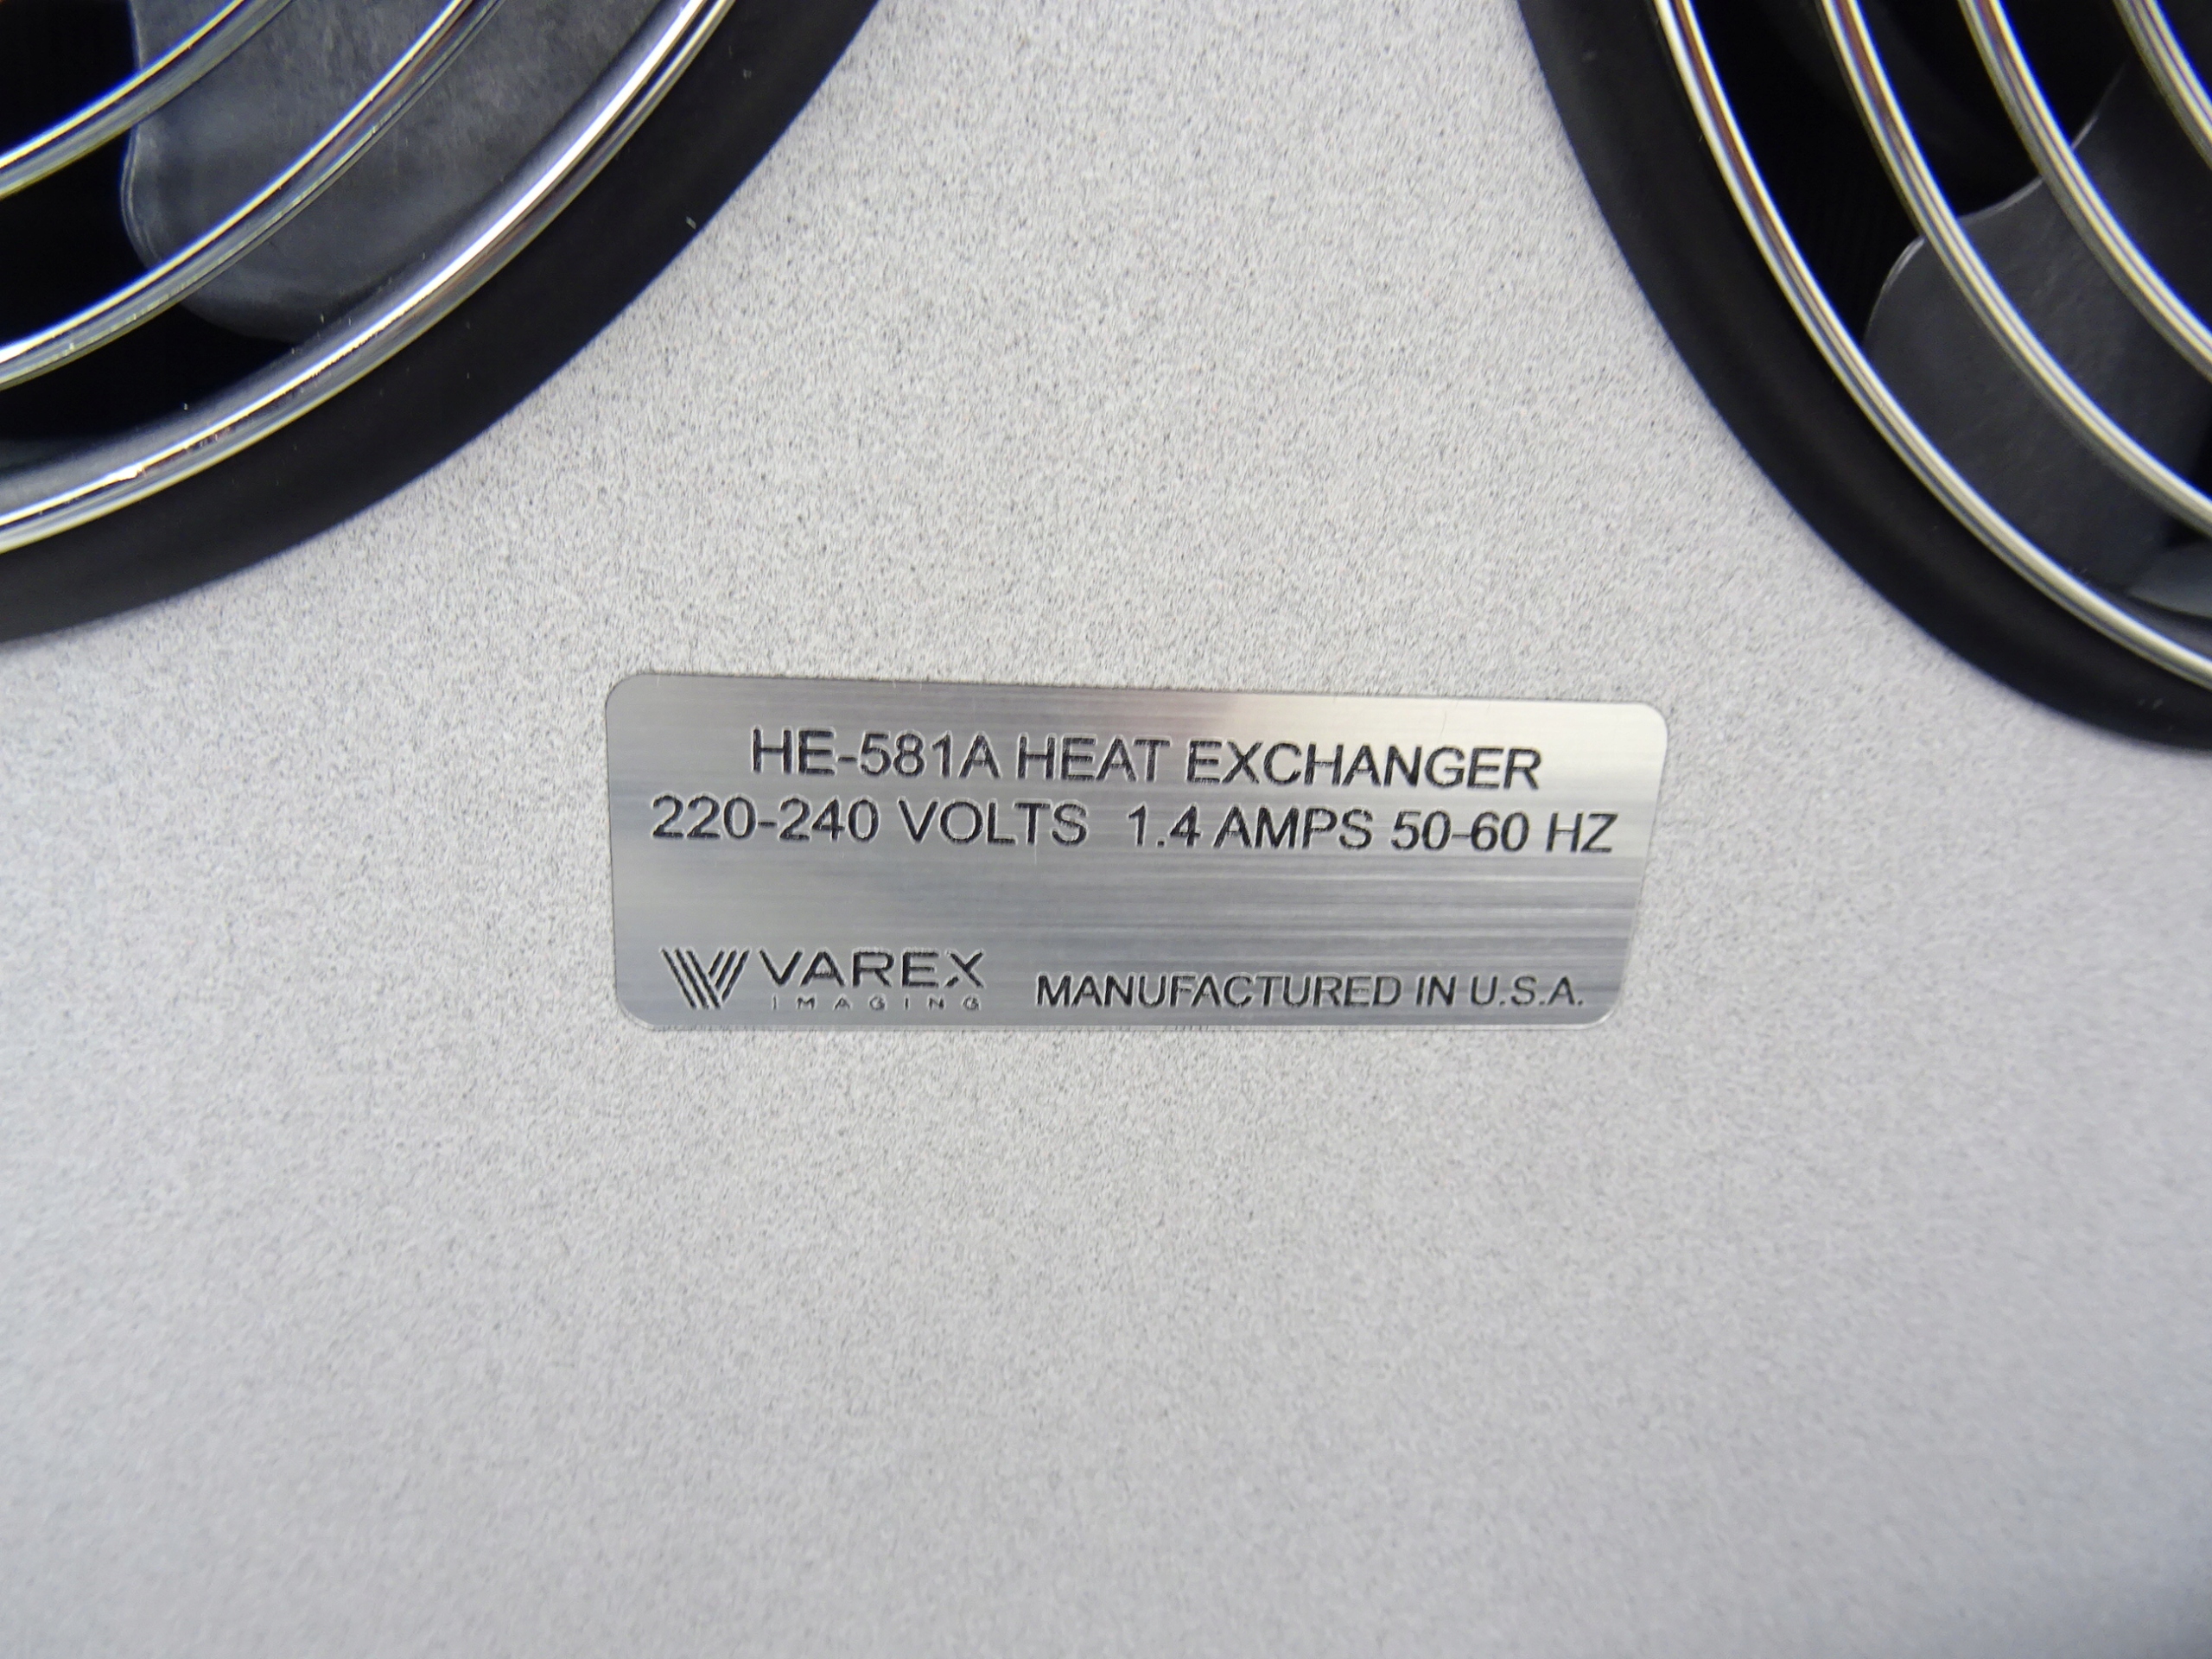 HE-581A HEAT EXCHANGER
220-240 VOLTS 1.4 AMPS 50-60 HZ
VAREX
IMAGING
MANUFACTURED IN U.S.A.